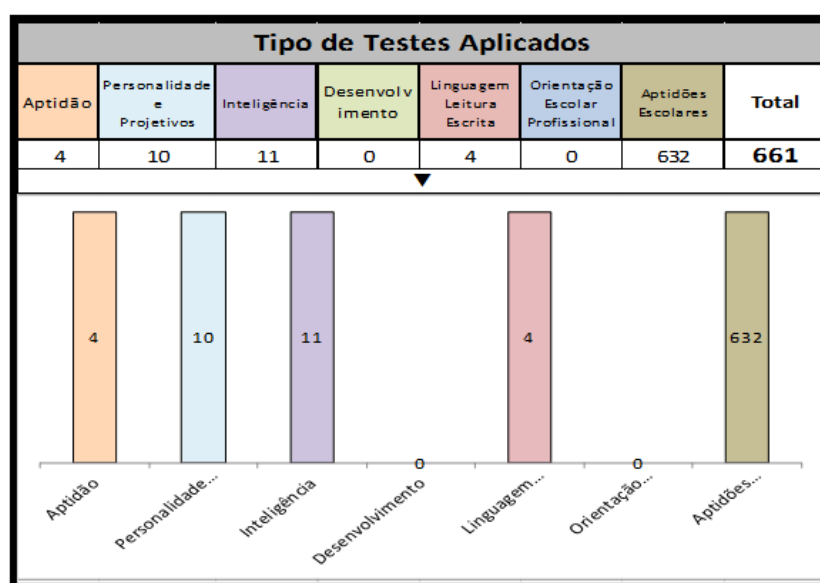 Tipo de Testes Aplicados
Aptidão
Personalidade
e
Projetivos
Inteligência
Desenvolv
imento
Linguagem
Leitura
Escrita
Orientação
Escolar
Profissional
Aptidões
Escolares
Total
4 10 11 0 4 0 632 661
▼
4 10 11 0 4 0 632
Aptidão
Personalidade...
Inteligência
Desenvolvimento
Linguagem...
Orientação...
Aptidões...